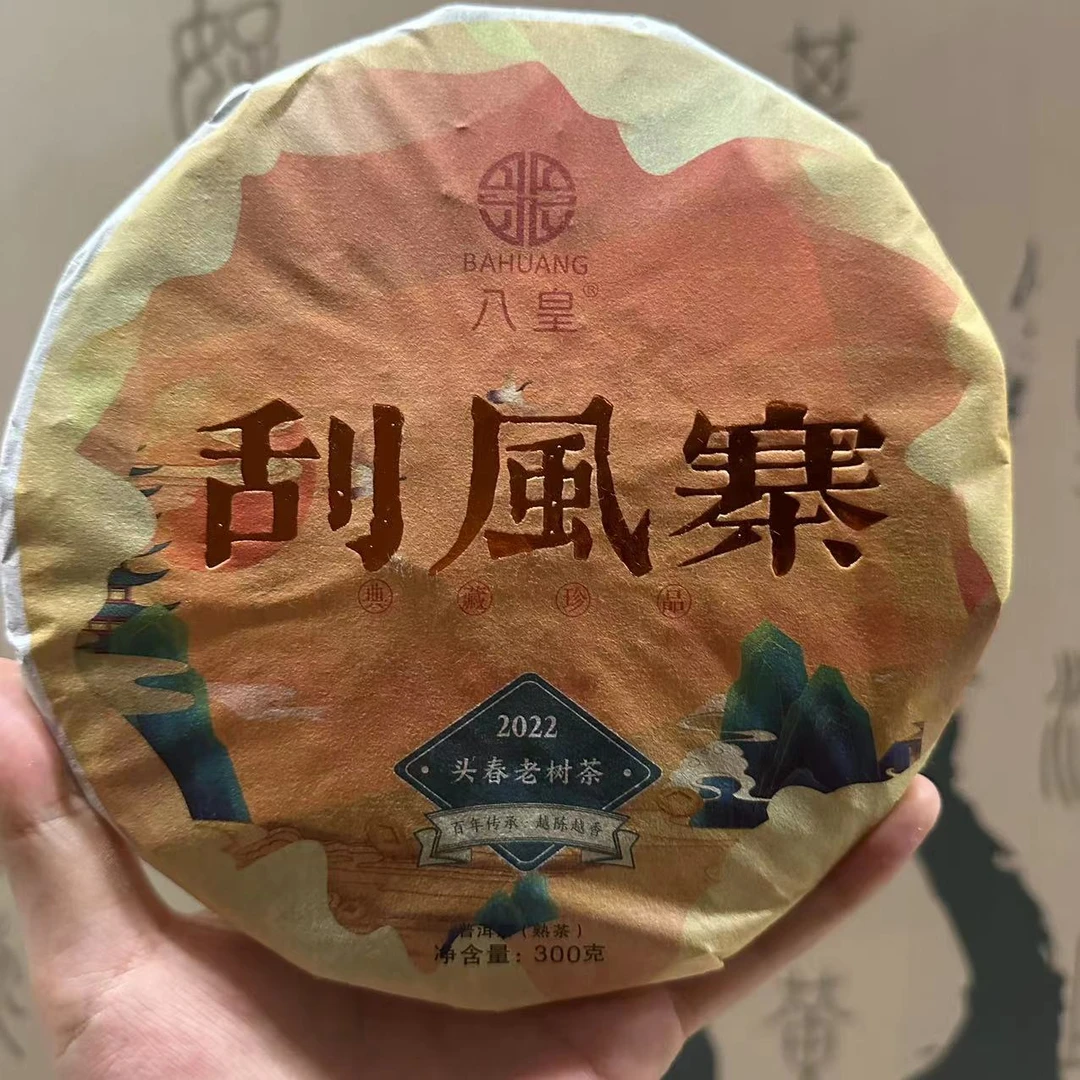 BAHUANG
八皇®
刮風寨
典藏珍品
2022
·头春老树茶·
百年传承·越陈越香
普洱茶(熟茶)
净含量:300克